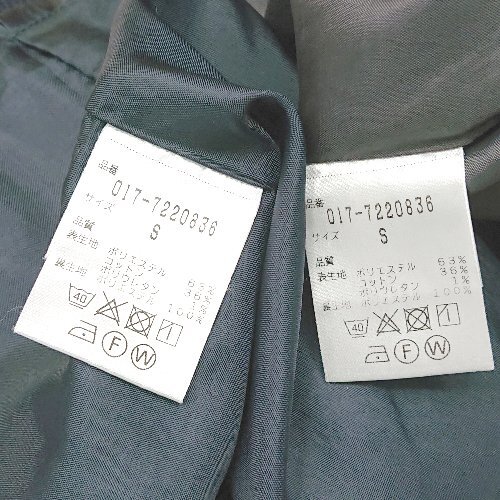 品番
017-7220836
サイズ S
品質
表生地 ポリエステル 63%
コットン 36%
ポリウレタン 1%
裏生地 ポリエステル 100%
40
F W
品番
017-7220836
サイズ S
品質
表生地 ポリエステル 63%
コットン 36%
ポリウレタン 1%
裏生地 ポリエステル 100%
40
F W